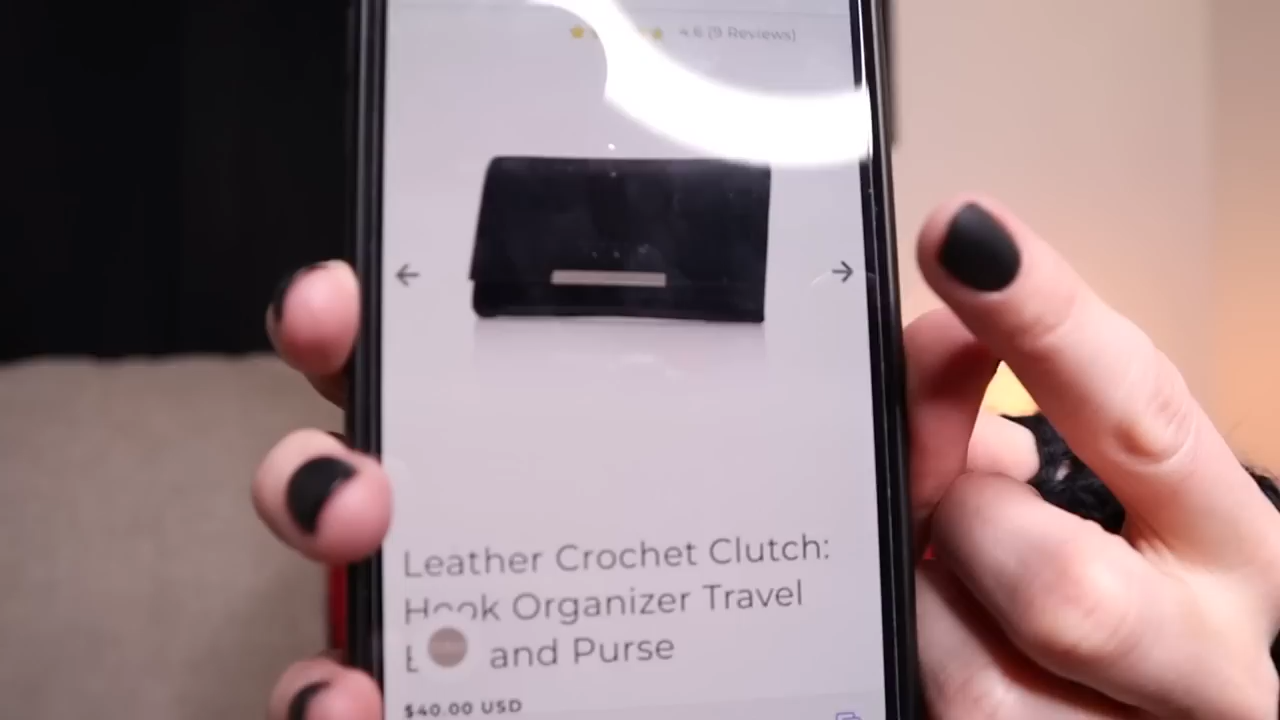 4.6 (9 Reviews)
Leather Crochet Clutch:
Hook Organizer Travel
and Purse
$40.00 USD